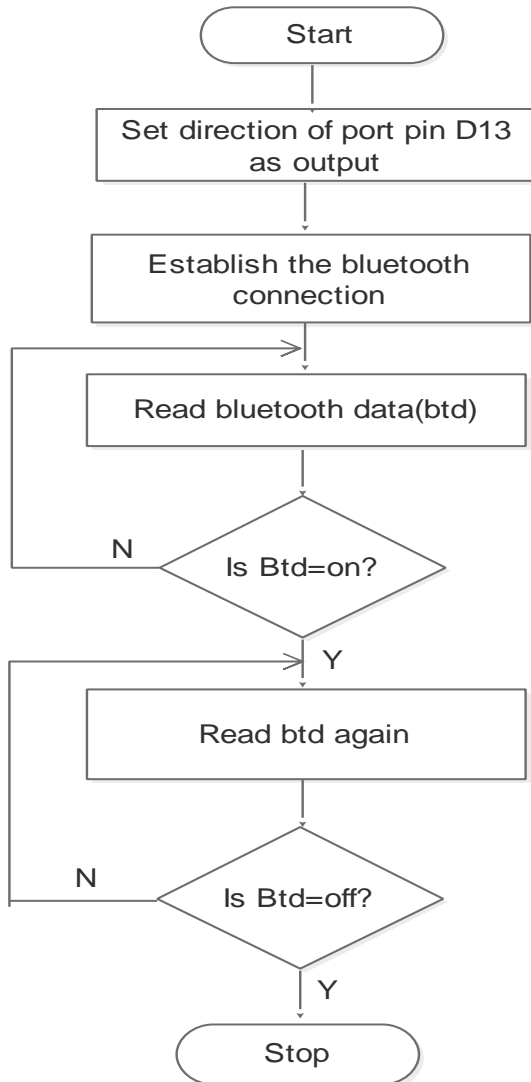 Start
Set direction of port pin D13
as output
Establish the bluetooth
connection
Read bluetooth data(btd)
Is Btd=on?
N
Y
Read btd again
Is Btd=off?
N
Y
Stop